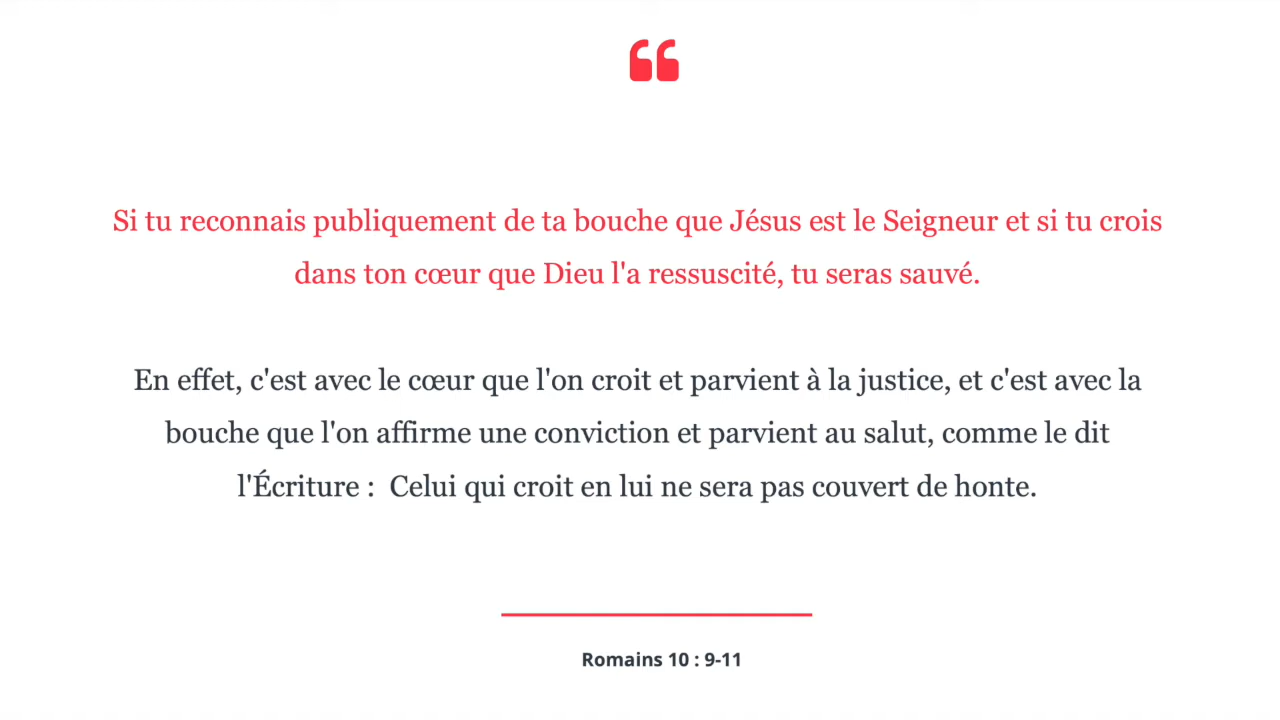 “
Si tu reconnais publiquement de ta bouche que Jésus est le Seigneur et si tu crois
dans ton cœur que Dieu l'a ressuscité, tu seras sauvé.
En effet, c'est avec le cœur que l'on croit et parvient à la justice, et c'est avec la
bouche que l'on affirme une conviction et parvient au salut, comme le dit
l'Écriture :  Celui qui croit en lui ne sera pas couvert de honte.
Romains 10 : 9-11